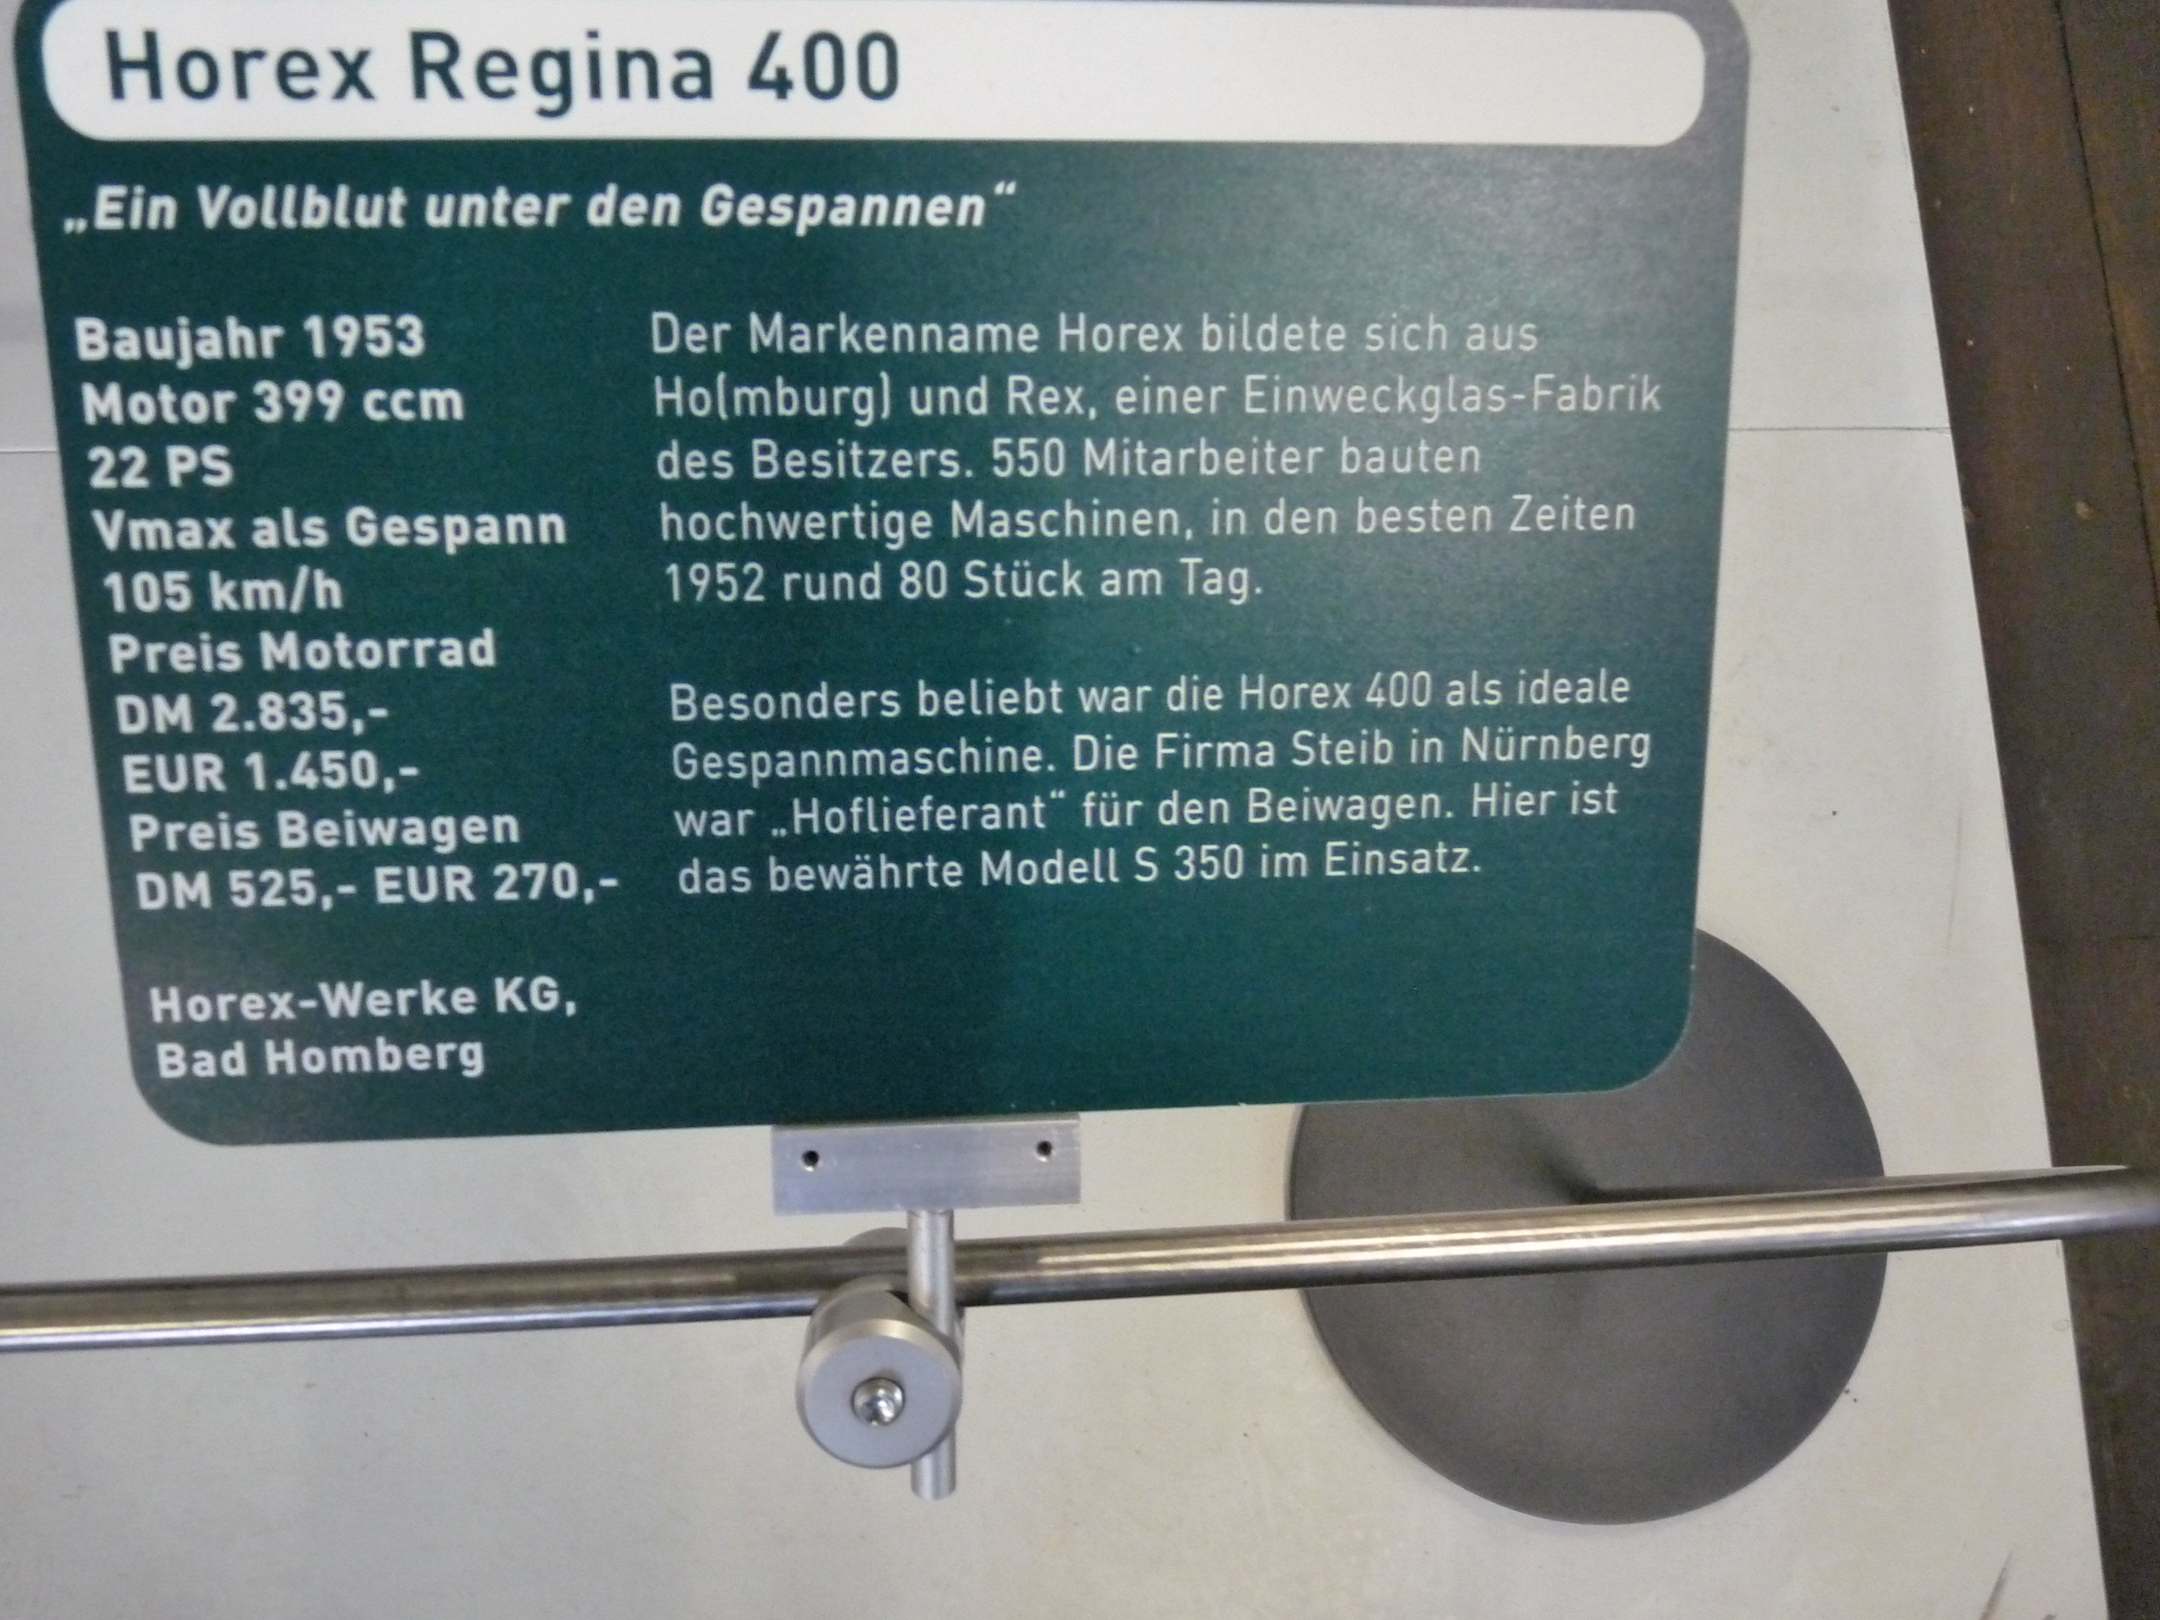 Horex Regina 400
„Ein Vollblut unter den Gespannen“
Baujahr 1953
Motor 399 ccm
22 PS
Vmax als Gespann
105 km/h
Preis Motorrad
DM 2.835,-
EUR 1.450,-
Preis Beiwagen
DM 525,- EUR 270,-
Horex-Werke KG,
Bad Homberg
Der Markenname Horex bildete sich aus
Ho(mburg) und Rex, einer Einweckglas-Fabrik
des Besitzers. 550 Mitarbeiter bauten
hochwertige Maschinen, in den besten Zeiten
1952 rund 80 Stück am Tag.
Besonders beliebt war die Horex 400 als ideale
Gespannmaschine. Die Firma Steib in Nürnberg
war „Hoflieferant“ für den Beiwagen. Hier ist
das bewährte Modell S 350 im Einsatz.